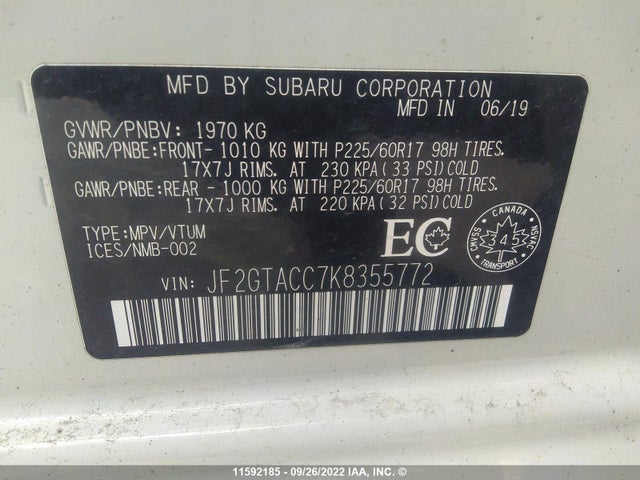 MFD BY SUBARU CORPORATION
MFD IN 06/19
GVWR/PNBV: 1970 KG
GAWR/PNBE:FRONT- 1010 KG WITH P225/60R17 98H TIRES.
17X7J RIMS. AT 230 KPA(33 PSI)COLD
GAWR/PNBE:REAR - 1000 KG WITH P225/60R17 98H TIRES.
17X7J RIMS. AT 220 KPA(32 PSI)COLD
TYPE:MPV/VTUM
ICES/NMB-002
EC
CANADA
CMVSS 345 NSVAC
VIN: JF2GTACC7K8355772
11592185 - 09/26/2022 IAA, Inc. ©